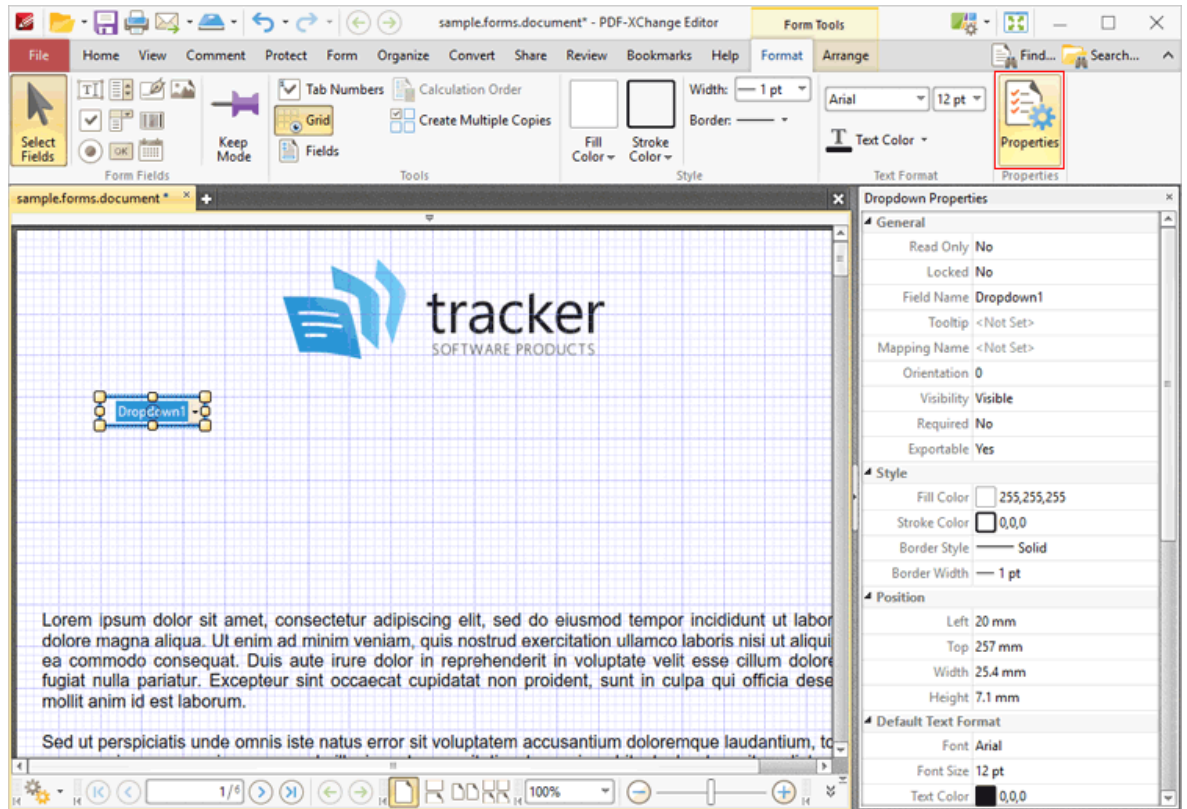 sample.forms.document* - PDF-XChange Editor
Form Tools
File Home View Comment Protect Form Organize Convert Share Review Bookmarks Help Format Arrange Find... Search...
Select Fields
OK
Keep Mode
Form Fields
Tab Numbers
Grid
Fields
Calculation Order
Create Multiple Copies
Tools
Fill Color
Stroke Color
Width: 1 pt
Border:
Style
Arial 12 pt
T Text Color
Text Format
Properties
Properties
sample.forms.document *
tracker
SOFTWARE PRODUCTS
Dropdown1
Lorem ipsum dolor sit amet, consectetur adipiscing elit, sed do eiusmod tempor incididunt ut labor
dolore magna aliqua. Ut enim ad minim veniam, quis nostrud exercitation ullamco laboris nisi ut aliqui
ea commodo consequat. Duis aute irure dolor in reprehenderit in voluptate velit esse cillum dolore
fugiat nulla pariatur. Excepteur sint occaecat cupidatat non proident, sunt in culpa qui officia dese
mollit anim id est laborum.
Sed ut perspiciatis unde omnis iste natus error sit voluptatem accusantium doloremque laudantium, to
Dropdown Properties
General
Read Only No
Locked No
Field Name Dropdown1
Tooltip <Not Set>
Mapping Name <Not Set>
Orientation 0
Visibility Visible
Required No
Exportable Yes
Style
Fill Color 255,255,255
Stroke Color 0,0,0
Border Style Solid
Border Width 1 pt
Position
Left 20 mm
Top 257 mm
Width 25.4 mm
Height 7.1 mm
Default Text Format
Font Arial
Font Size 12 pt
Text Color 0,0,0
1/6
100%